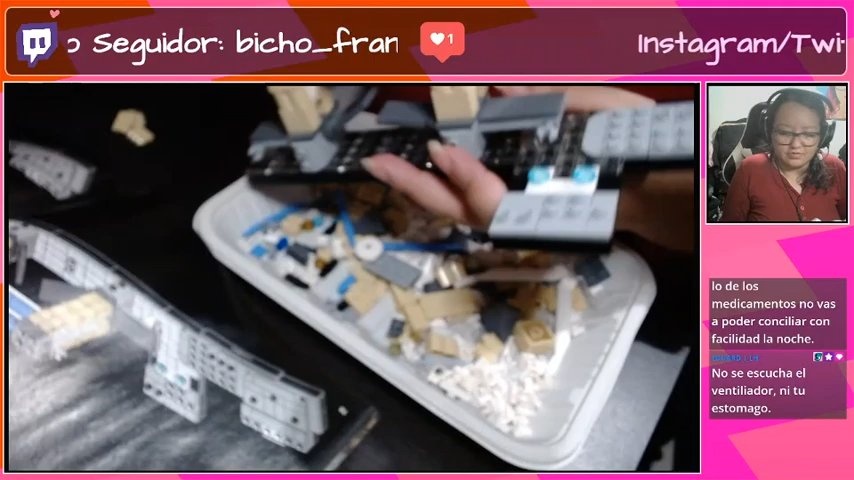 o Seguidor: bicho_fran
1
Instagram/Twi
lo de los
medicamentos no vas
a poder conciliar con
facilidad la noche.
No se escucha el
ventiliador, ni tu
estomago.